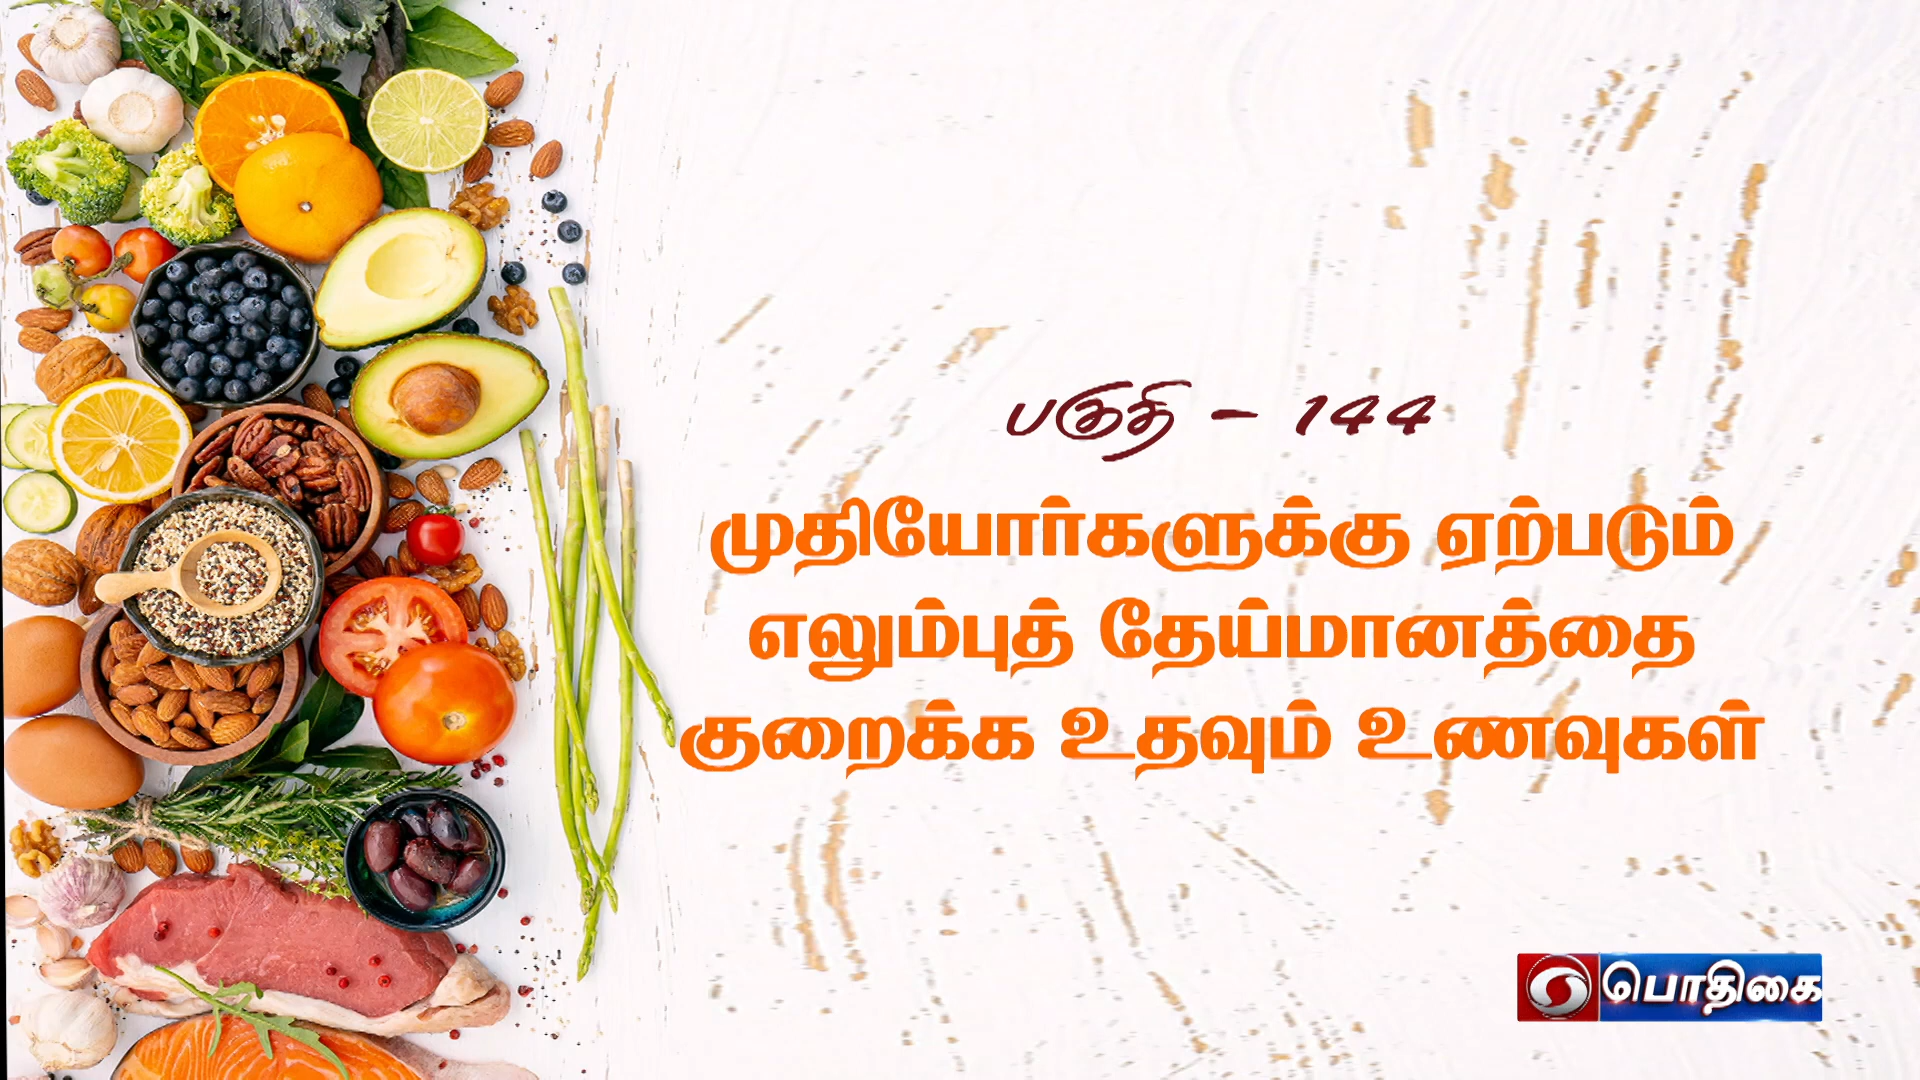 பகுதி - 144
முதியோர்களுக்கு ஏற்படும்
எலும்புத் தேய்மானத்தை
குறைக்க உதவும் உணவுகள்
பொதிகை